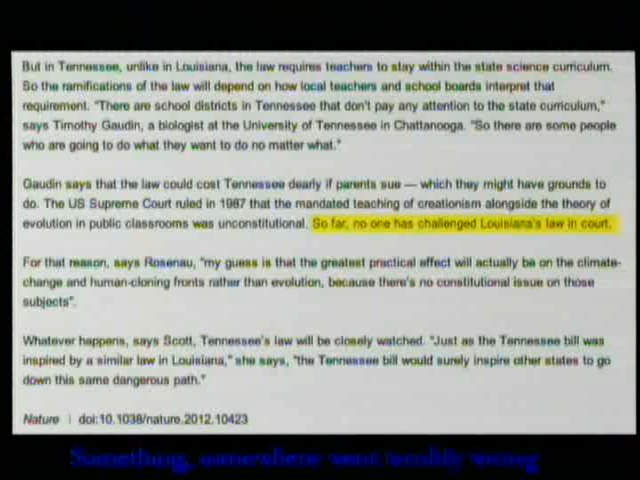 But in Tennessee, unlike in Louisiana, the law requires teachers to stay within the state science curriculum.
So the ramifications of the law will depend on how local teachers and school boards interpret that
requirement. "There are school districts in Tennessee that don't pay any attention to the state curriculum,"
says Timothy Gaudin, a biologist at the University of Tennessee in Chattanooga. "So there are some people
who are going to do what they want to do no matter what."
Gaudin says that the law could cost Tennessee dearly if parents sue — which they might have grounds to
do. The US Supreme Court ruled in 1987 that the mandated teaching of creationism alongside the theory of
evolution in public classrooms was unconstitutional. So far, no one has challenged Louisiana's law in court.
For that reason, says Rosenau, "my guess is that the greatest practical effect will actually be on the climate-
change and human-cloning fronts rather than evolution, because there's no constitutional issue on those
subjects".
Whatever happens, says Scott, Tennessee's law will be closely watched. "Just as the Tennessee bill was
inspired by a similar law in Louisiana," she says, "the Tennessee bill would surely inspire other states to go
down this same dangerous path."
Nature | doi:10.1038/nature.2012.10423
Something, somewhere went terribly wrong